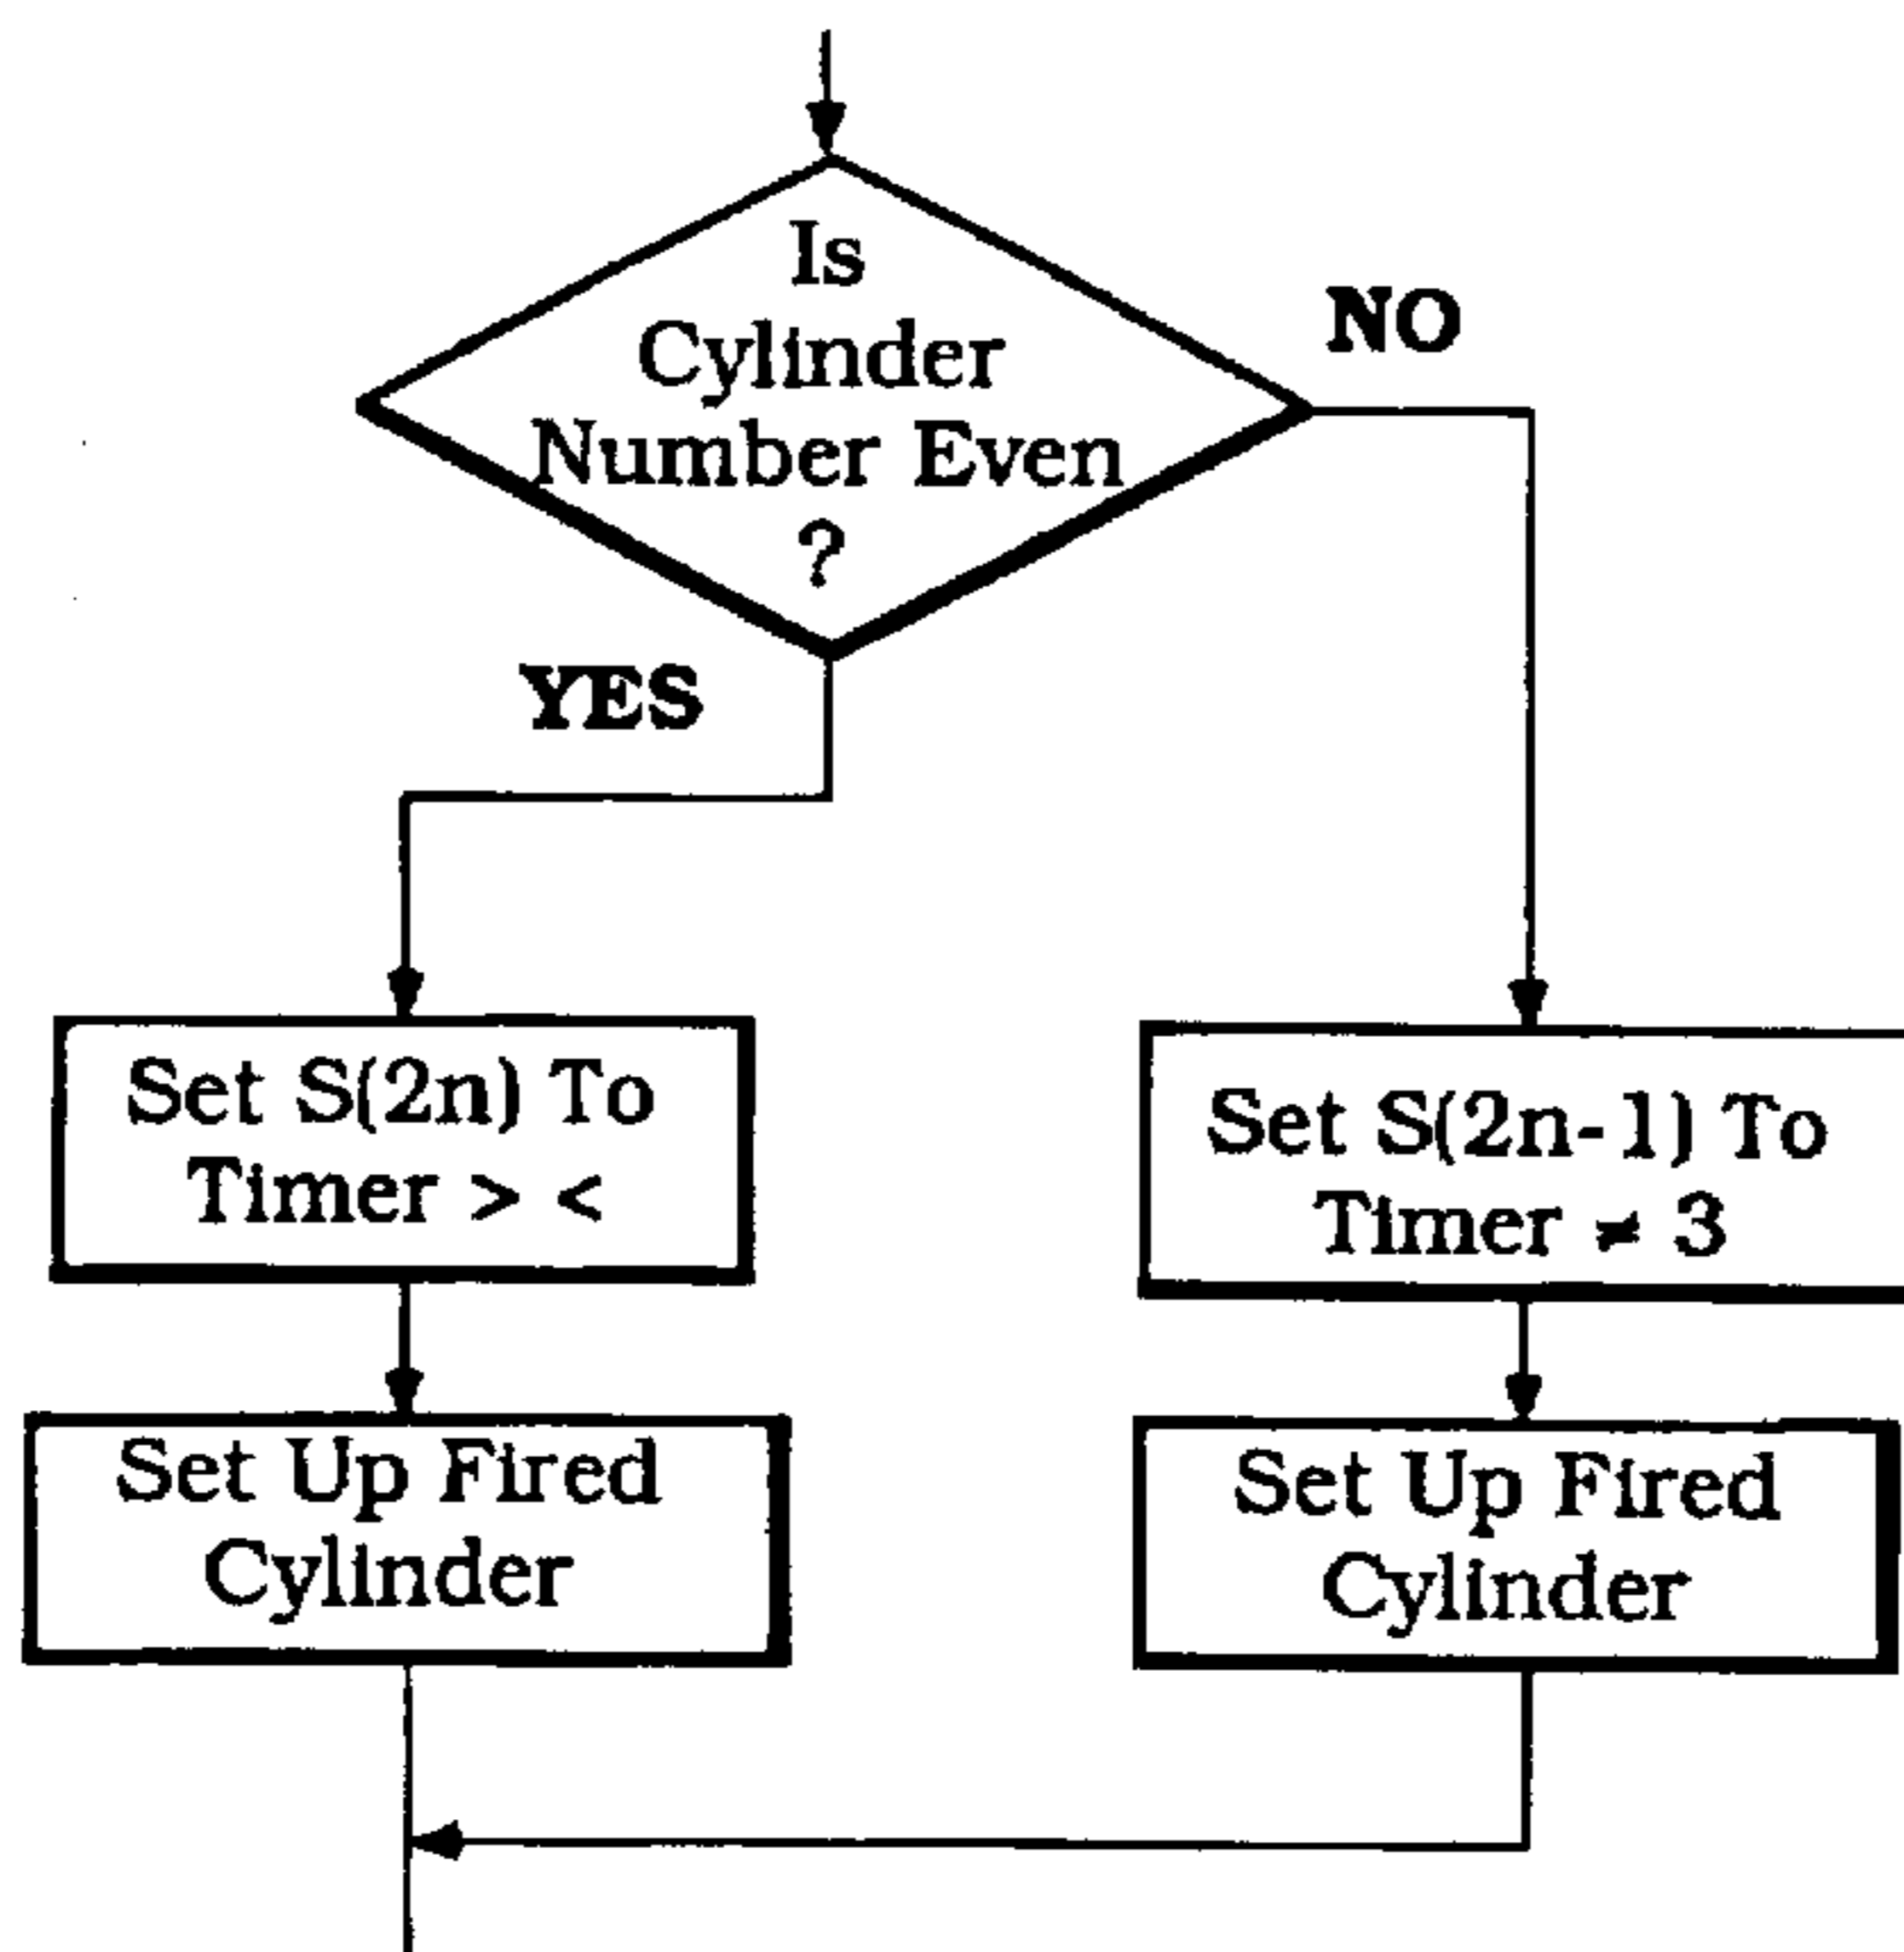 Is
Cylinder
Number Even
?
NO
YES
Set S(2n) To
Timer > <
Set S(2n-1) To
Timer ≠ 3
Set Up Fired
Cylinder
Set Up Fired
Cylinder